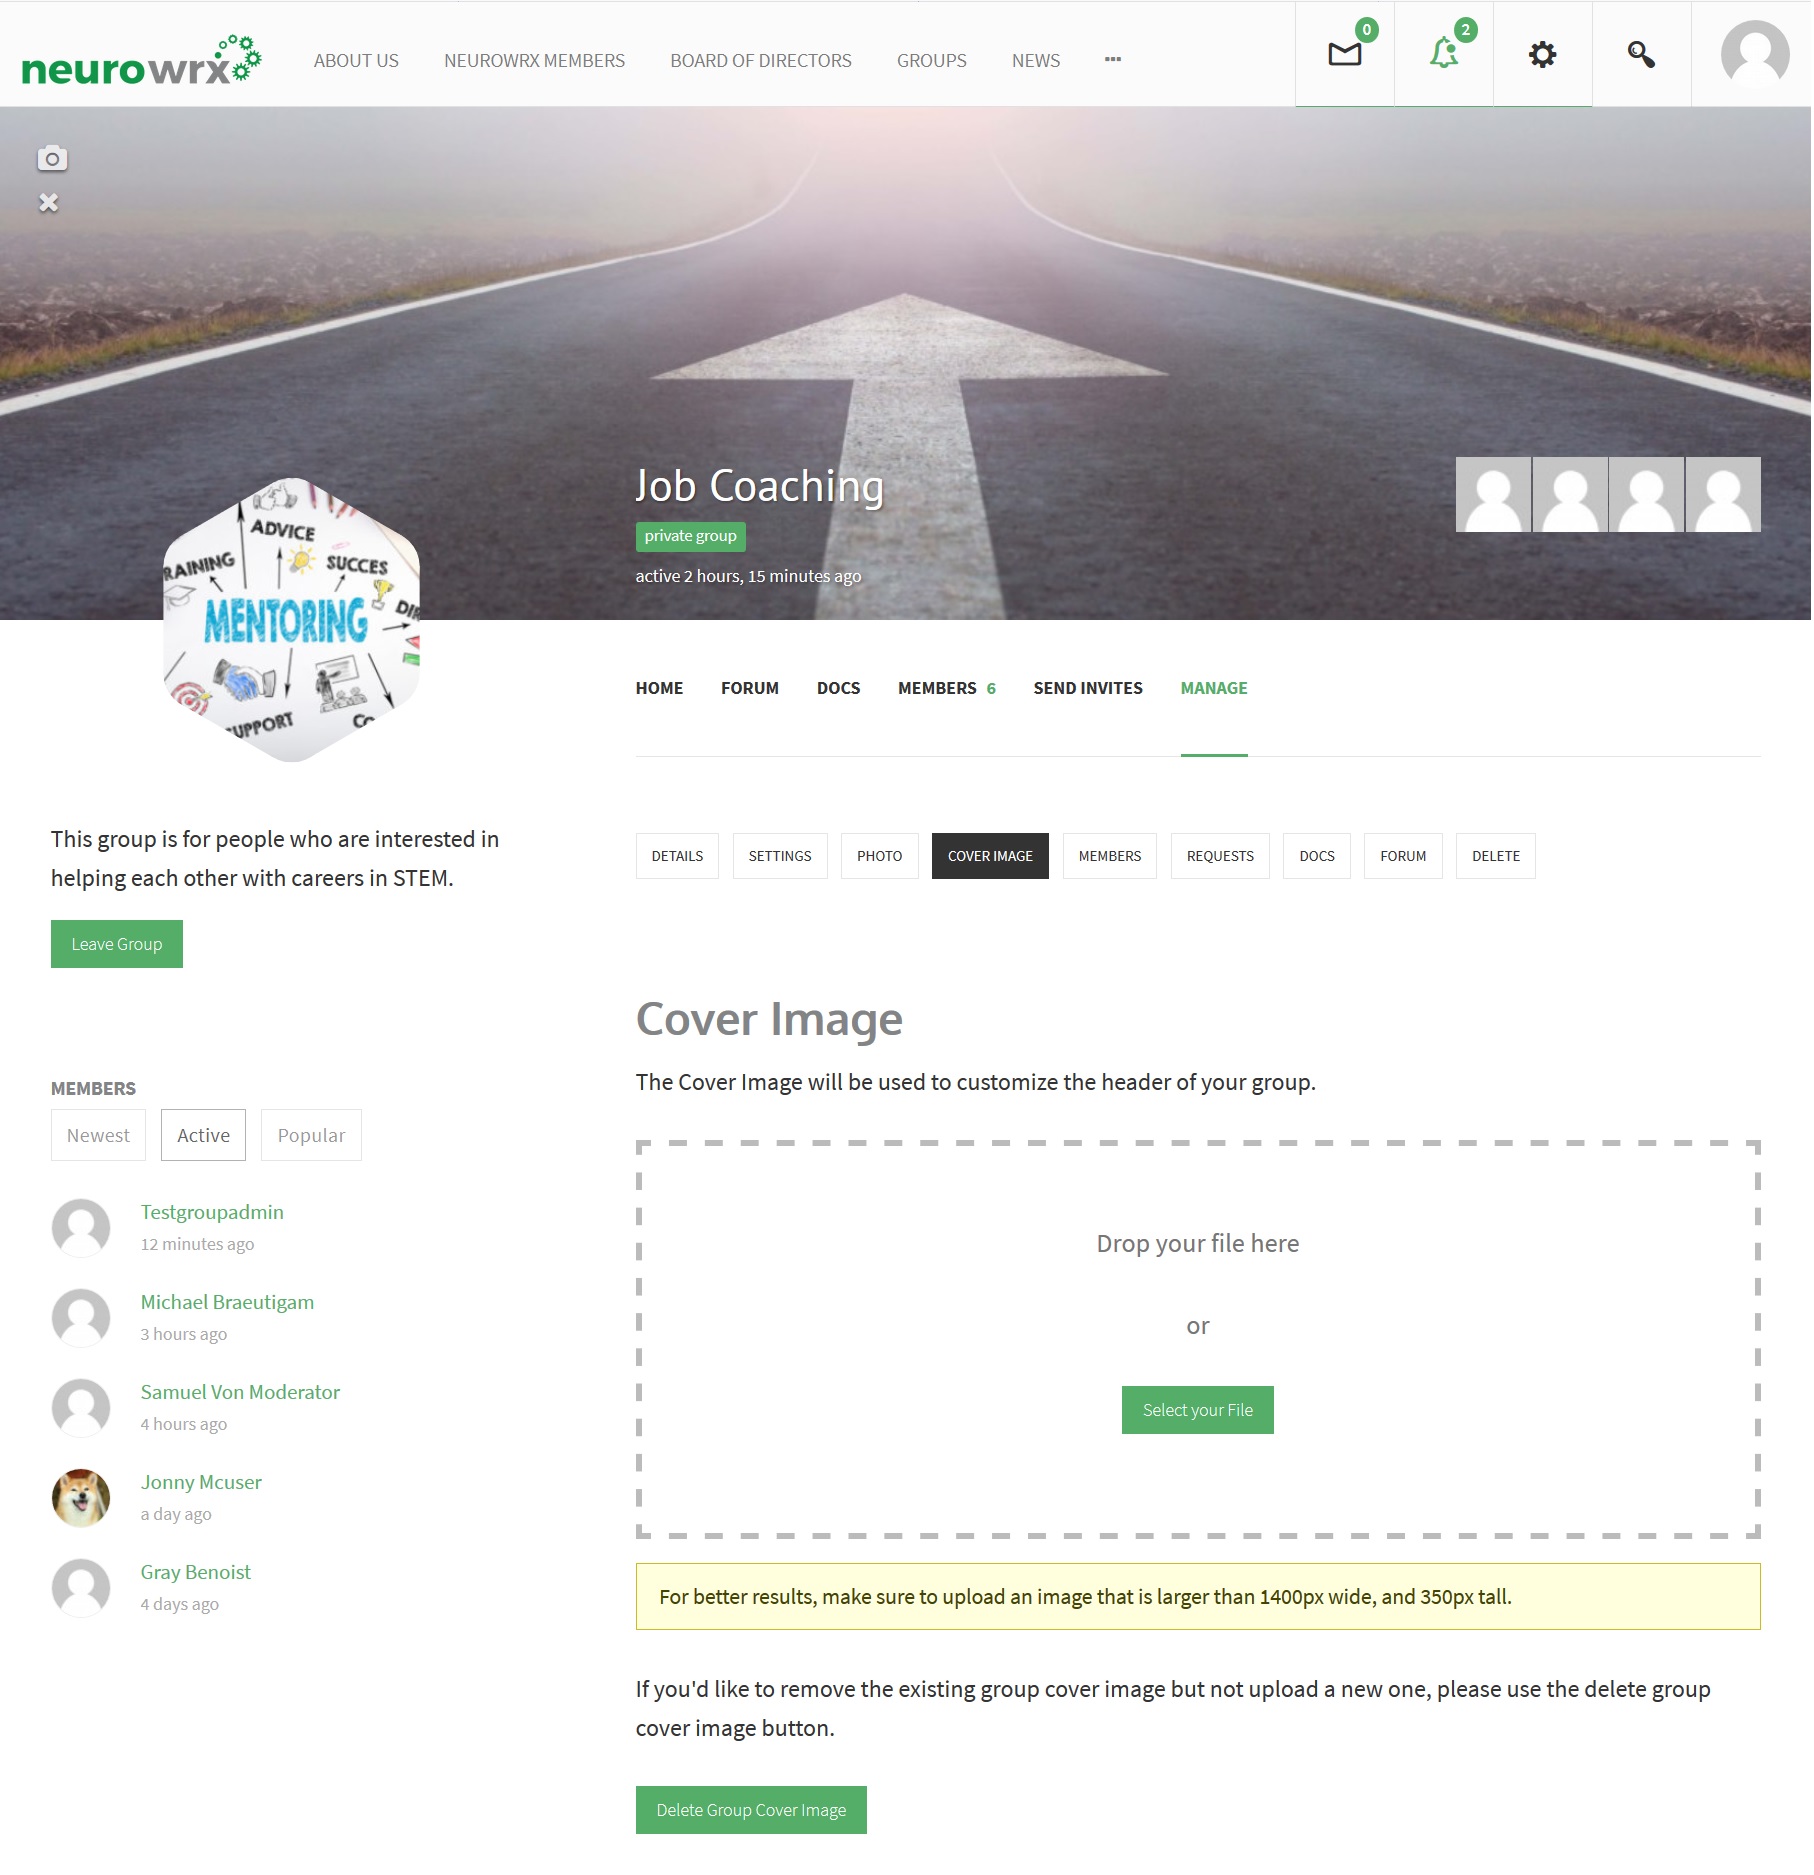 neurowrx
ABOUT US
NEUROWRX MEMBERS
BOARD OF DIRECTORS
GROUPS
NEWS
0
2
Job Coaching
private group
active 2 hours, 15 minutes ago
ADVICE
RAINING
SUCCES
MENTORING
DIR
UPPORT
Co
HOME
FORUM
DOCS
MEMBERS 6
SEND INVITES
MANAGE
This group is for people who are interested in
helping each other with careers in STEM.
Leave Group
MEMBERS
Newest
Active
Popular
Testgroupadmin
12 minutes ago
Michael Braeutigam
3 hours ago
Samuel Von Moderator
4 hours ago
Jonny Mcuser
a day ago
Gray Benoist
4 days ago
DETAILS
SETTINGS
PHOTO
COVER IMAGE
MEMBERS
REQUESTS
DOCS
FORUM
DELETE
Cover Image
The Cover Image will be used to customize the header of your group.
Drop your file here
or
Select your File
For better results, make sure to upload an image that is larger than 1400px wide, and 350px tall.
If you'd like to remove the existing group cover image but not upload a new one, please use the delete group
cover image button.
Delete Group Cover Image